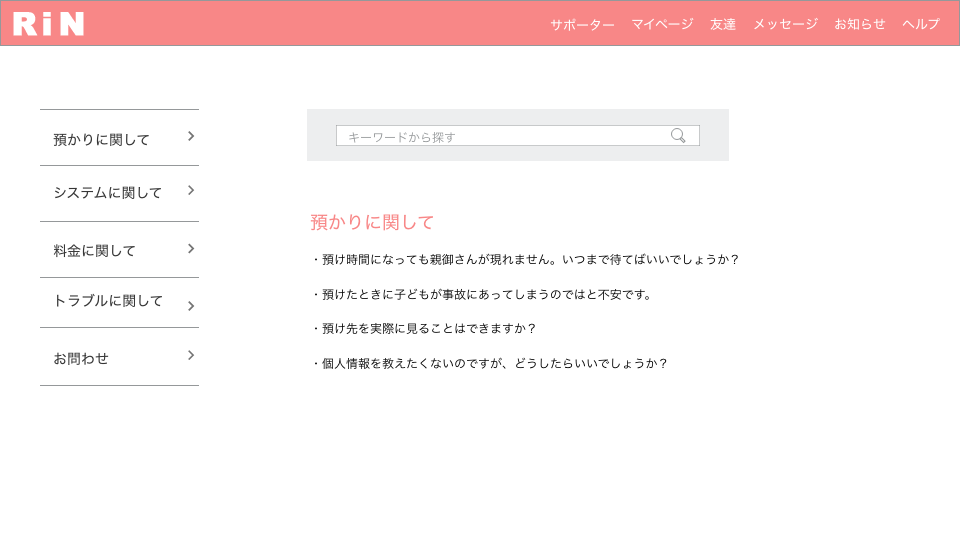 RiN
サポーター マイページ 友達 メッセージ お知らせ ヘルプ
預かりに関して
システムに関して
料金に関して
トラブルに関して
お問わせ
キーワードから探す
預かりに関して
・預け時間になっても親御さんが現れません。いつまで待てばいいでしょうか？
・預けたときに子どもが事故にあってしまうのではと不安です。
・預け先を実際に見ることはできますか？
・個人情報を教えたくないのですが、どうしたらいいでしょうか？